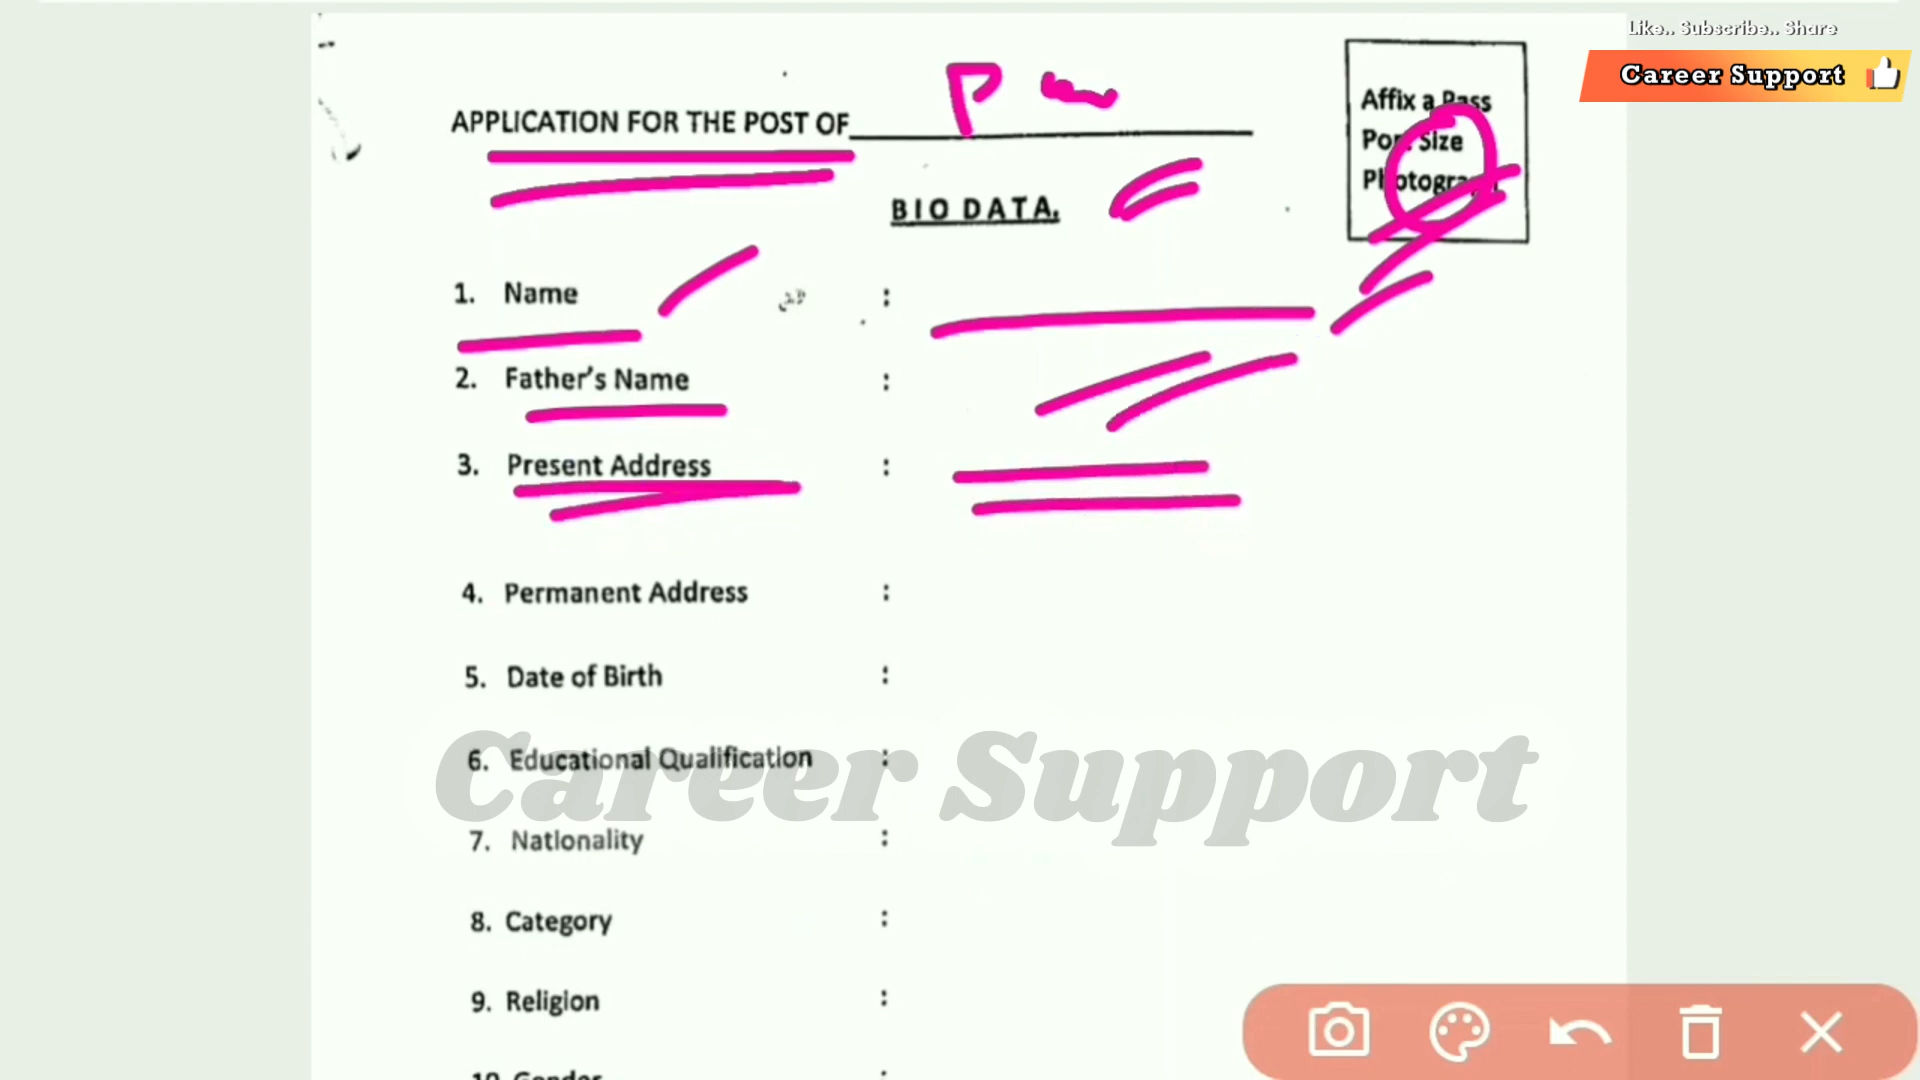 Like.. Subscribe.. Share
Career Support
Affix a Pass
Port Size
Photograph
APPLICATION FOR THE POST OF
P
BIO DATA.
1. Name :
2. Father's Name :
3. Present Address :
4. Permanent Address :
5. Date of Birth :
6. Educational Qualification :
Career Support
7. Nationality :
8. Category :
9. Religion :
10. Gender :